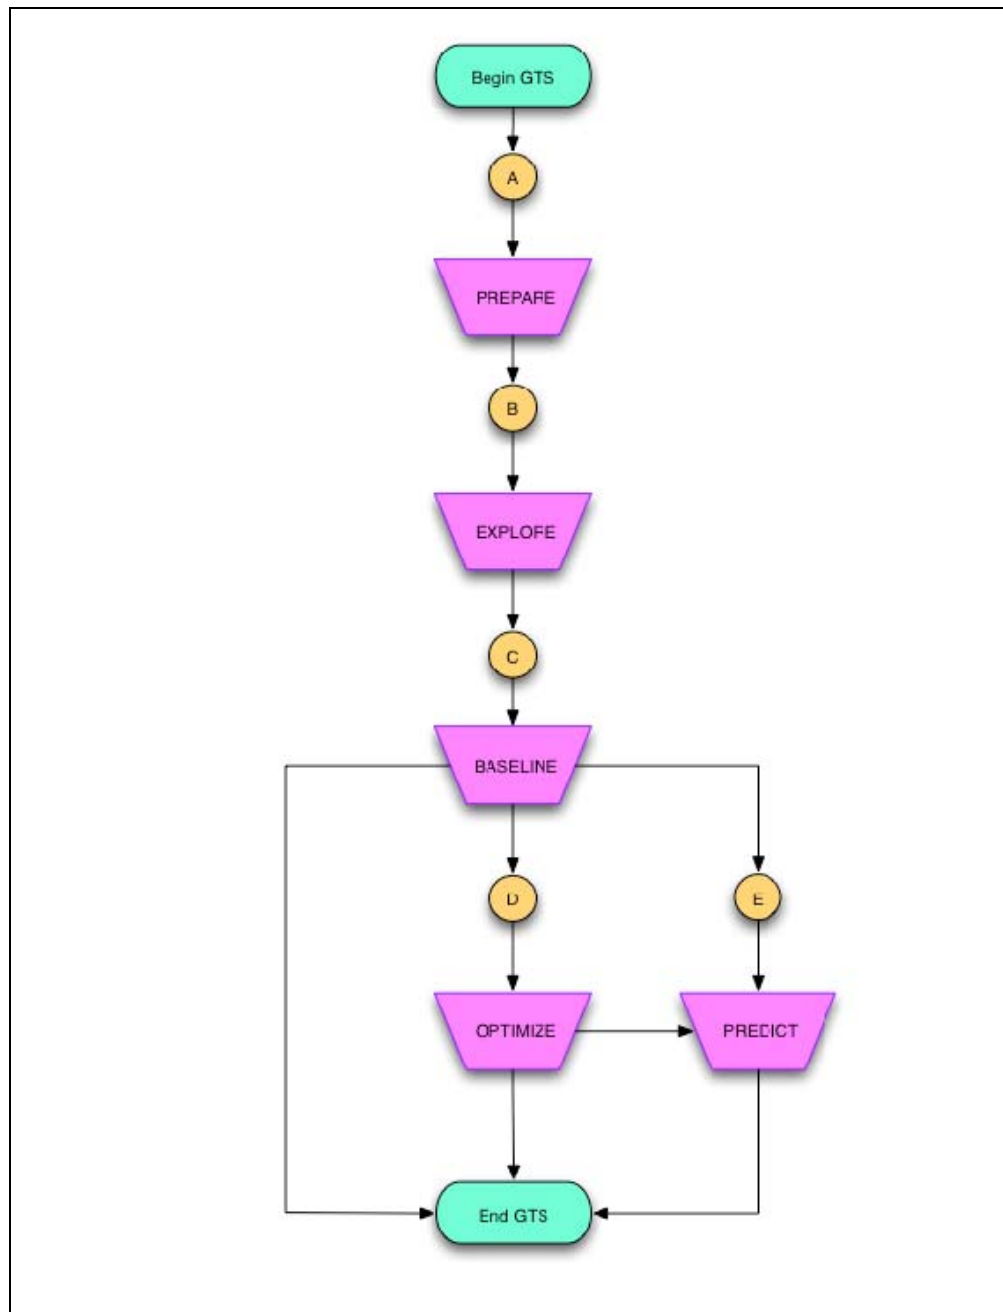 Begin GTS
A
PREPARE
B
EXPLORE
C
BASELINE
D
E
OPTIMIZE
PREDICT
End GTS